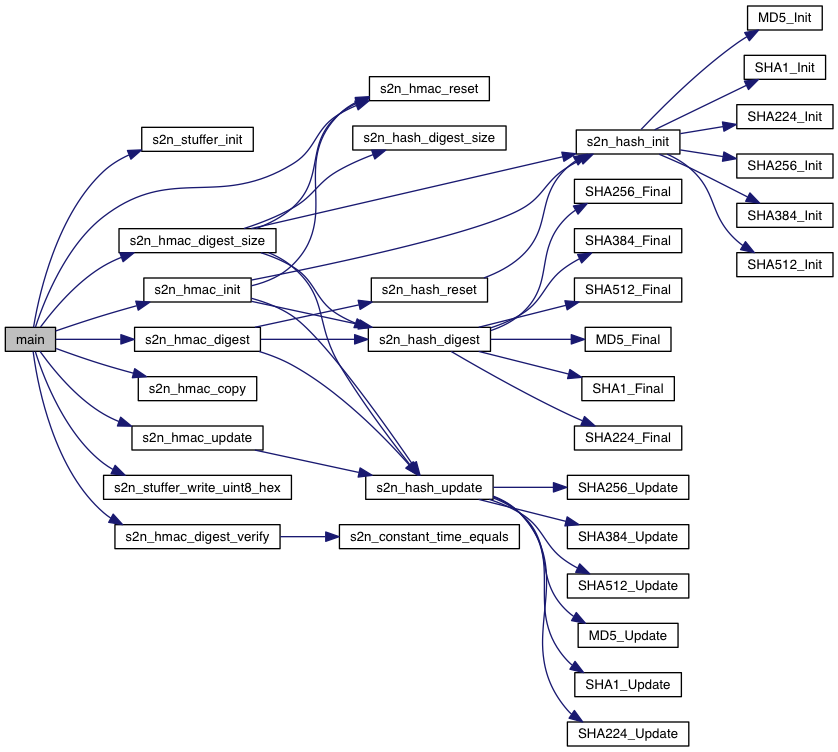 main
s2n_stuffer_init
s2n_hmac_digest_size
s2n_hmac_init
s2n_hmac_digest
s2n_hmac_copy
s2n_hmac_update
s2n_stuffer_write_uint8_hex
s2n_hmac_digest_verify
s2n_hmac_reset
s2n_hash_digest_size
s2n_hash_reset
s2n_hash_digest
s2n_hash_update
s2n_constant_time_equals
s2n_hash_init
SHA256_Final
SHA384_Final
SHA512_Final
MD5_Final
SHA1_Final
SHA224_Final
SHA256_Update
SHA384_Update
SHA512_Update
MD5_Update
SHA1_Update
SHA224_Update
MD5_Init
SHA1_Init
SHA224_Init
SHA256_Init
SHA384_Init
SHA512_Init